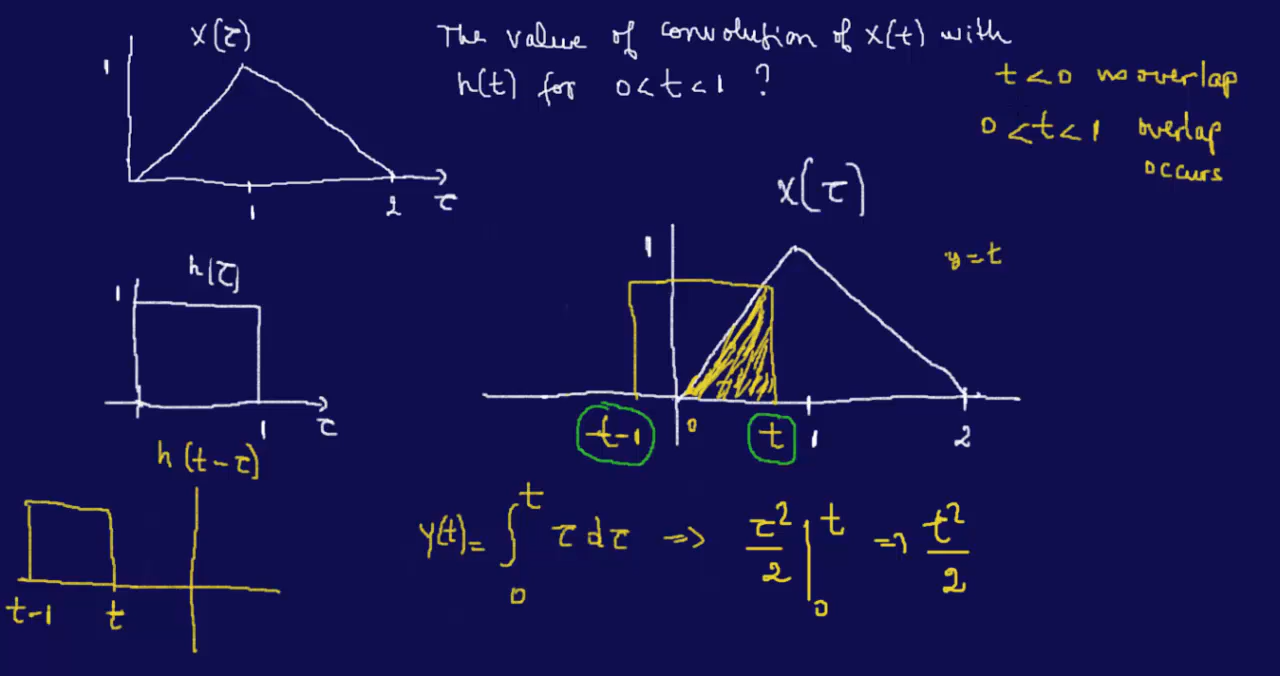 x(τ)
1
1
2
τ
The value of convolution of x(t) with
h(t) for 0<t<1 ?
t<0 no overlap
0<t<1 overlap
occurs
h(τ)
1
1
τ
h(t-τ)
t-1
t
x(τ)
1
y=t
t-1
0
t
1
2
y(t)= ∫₀ᵗ τ dτ => τ²/2 |₀ᵗ => t²/2